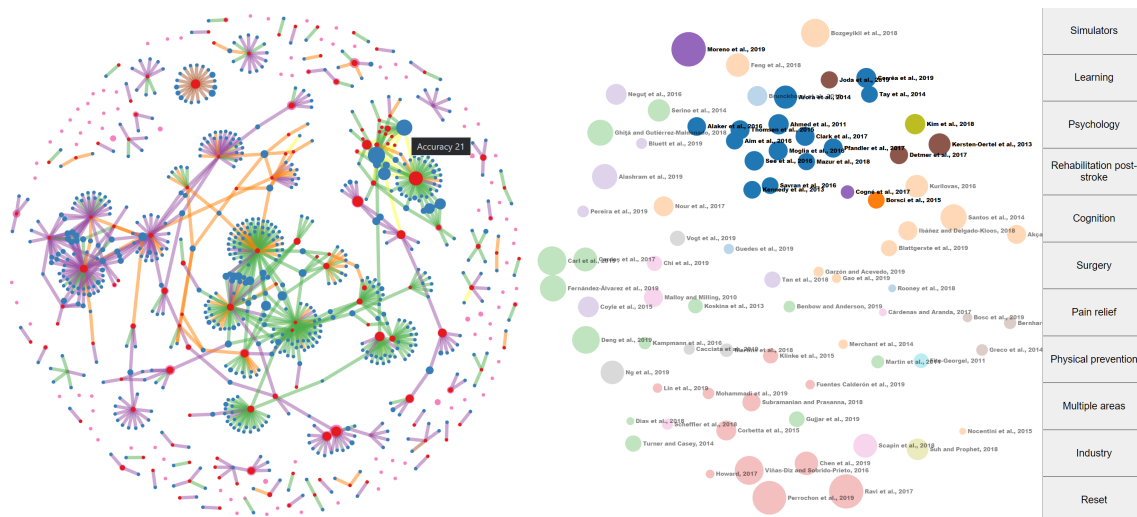 Accuracy 21
Bozgeyikli et al., 2018
Moreno et al., 2019
Feng et al., 2018
Joda et al., 2019
Tay et al., 2014
Neguț et al., 2016
Arora et al., 2014
Serino et al., 2014
Ahmed et al., 2011
Kim et al., 2018
Clark et al., 2017
Bluett et al., 2019
Aim et al., 2016
Pfandler et al., 2017
Kersten-Oertel et al., 2013
Detmer et al., 2017
See et al., 2016
Mazur et al., 2018
Alashram et al., 2019
Savran et al., 2016
Kennedy et al., 2013
Cogné et al., 2017
Kurilovas, 2016
Borsci et al., 2015
Pereira et al., 2019
Nour et al., 2017
Santos et al., 2014
Ibáñez and Delgado-Kloos, 2018
Vogt et al., 2019
Guedes et al., 2019
Blattgerste et al., 2019
Chi et al., 2019
Garzón and Acevedo, 2019
Gao et al., 2019
Tan et al., 2018
Rooney et al., 2018
Fernández-Álvarez et al., 2019
Malloy and Milling, 2010
Coyle et al., 2015
Koskina et al., 2013
Benbow and Anderson, 2019
Cárdenas and Aranda, 2017
Bosc et al., 2019
Deng et al., 2019
Kampmann et al., 2016
Merchant et al., 2014
Greco et al., 2014
Klinke et al., 2015
Ng et al., 2019
Lin et al., 2019
Mohammadi et al., 2019
Fuentes Calderón et al., 2019
Subramanian and Prasanna, 2018
Dias et al., 2018
Scheffler et al., 2018
Corbetta et al., 2015
Gujjar et al., 2019
Nocentini et al., 2015
Turner and Casey, 2014
Scapin et al., 2018
Suh and Prophet, 2018
Chen et al., 2019
Howard, 2017
Viñas-Diz and Sobrido-Prieto, 2016
Ravi et al., 2017
Perrochon et al., 2019
Simulators
Learning
Psychology
Rehabilitation post-
stroke
Cognition
Surgery
Pain relief
Physical prevention
Multiple areas
Industry
Reset